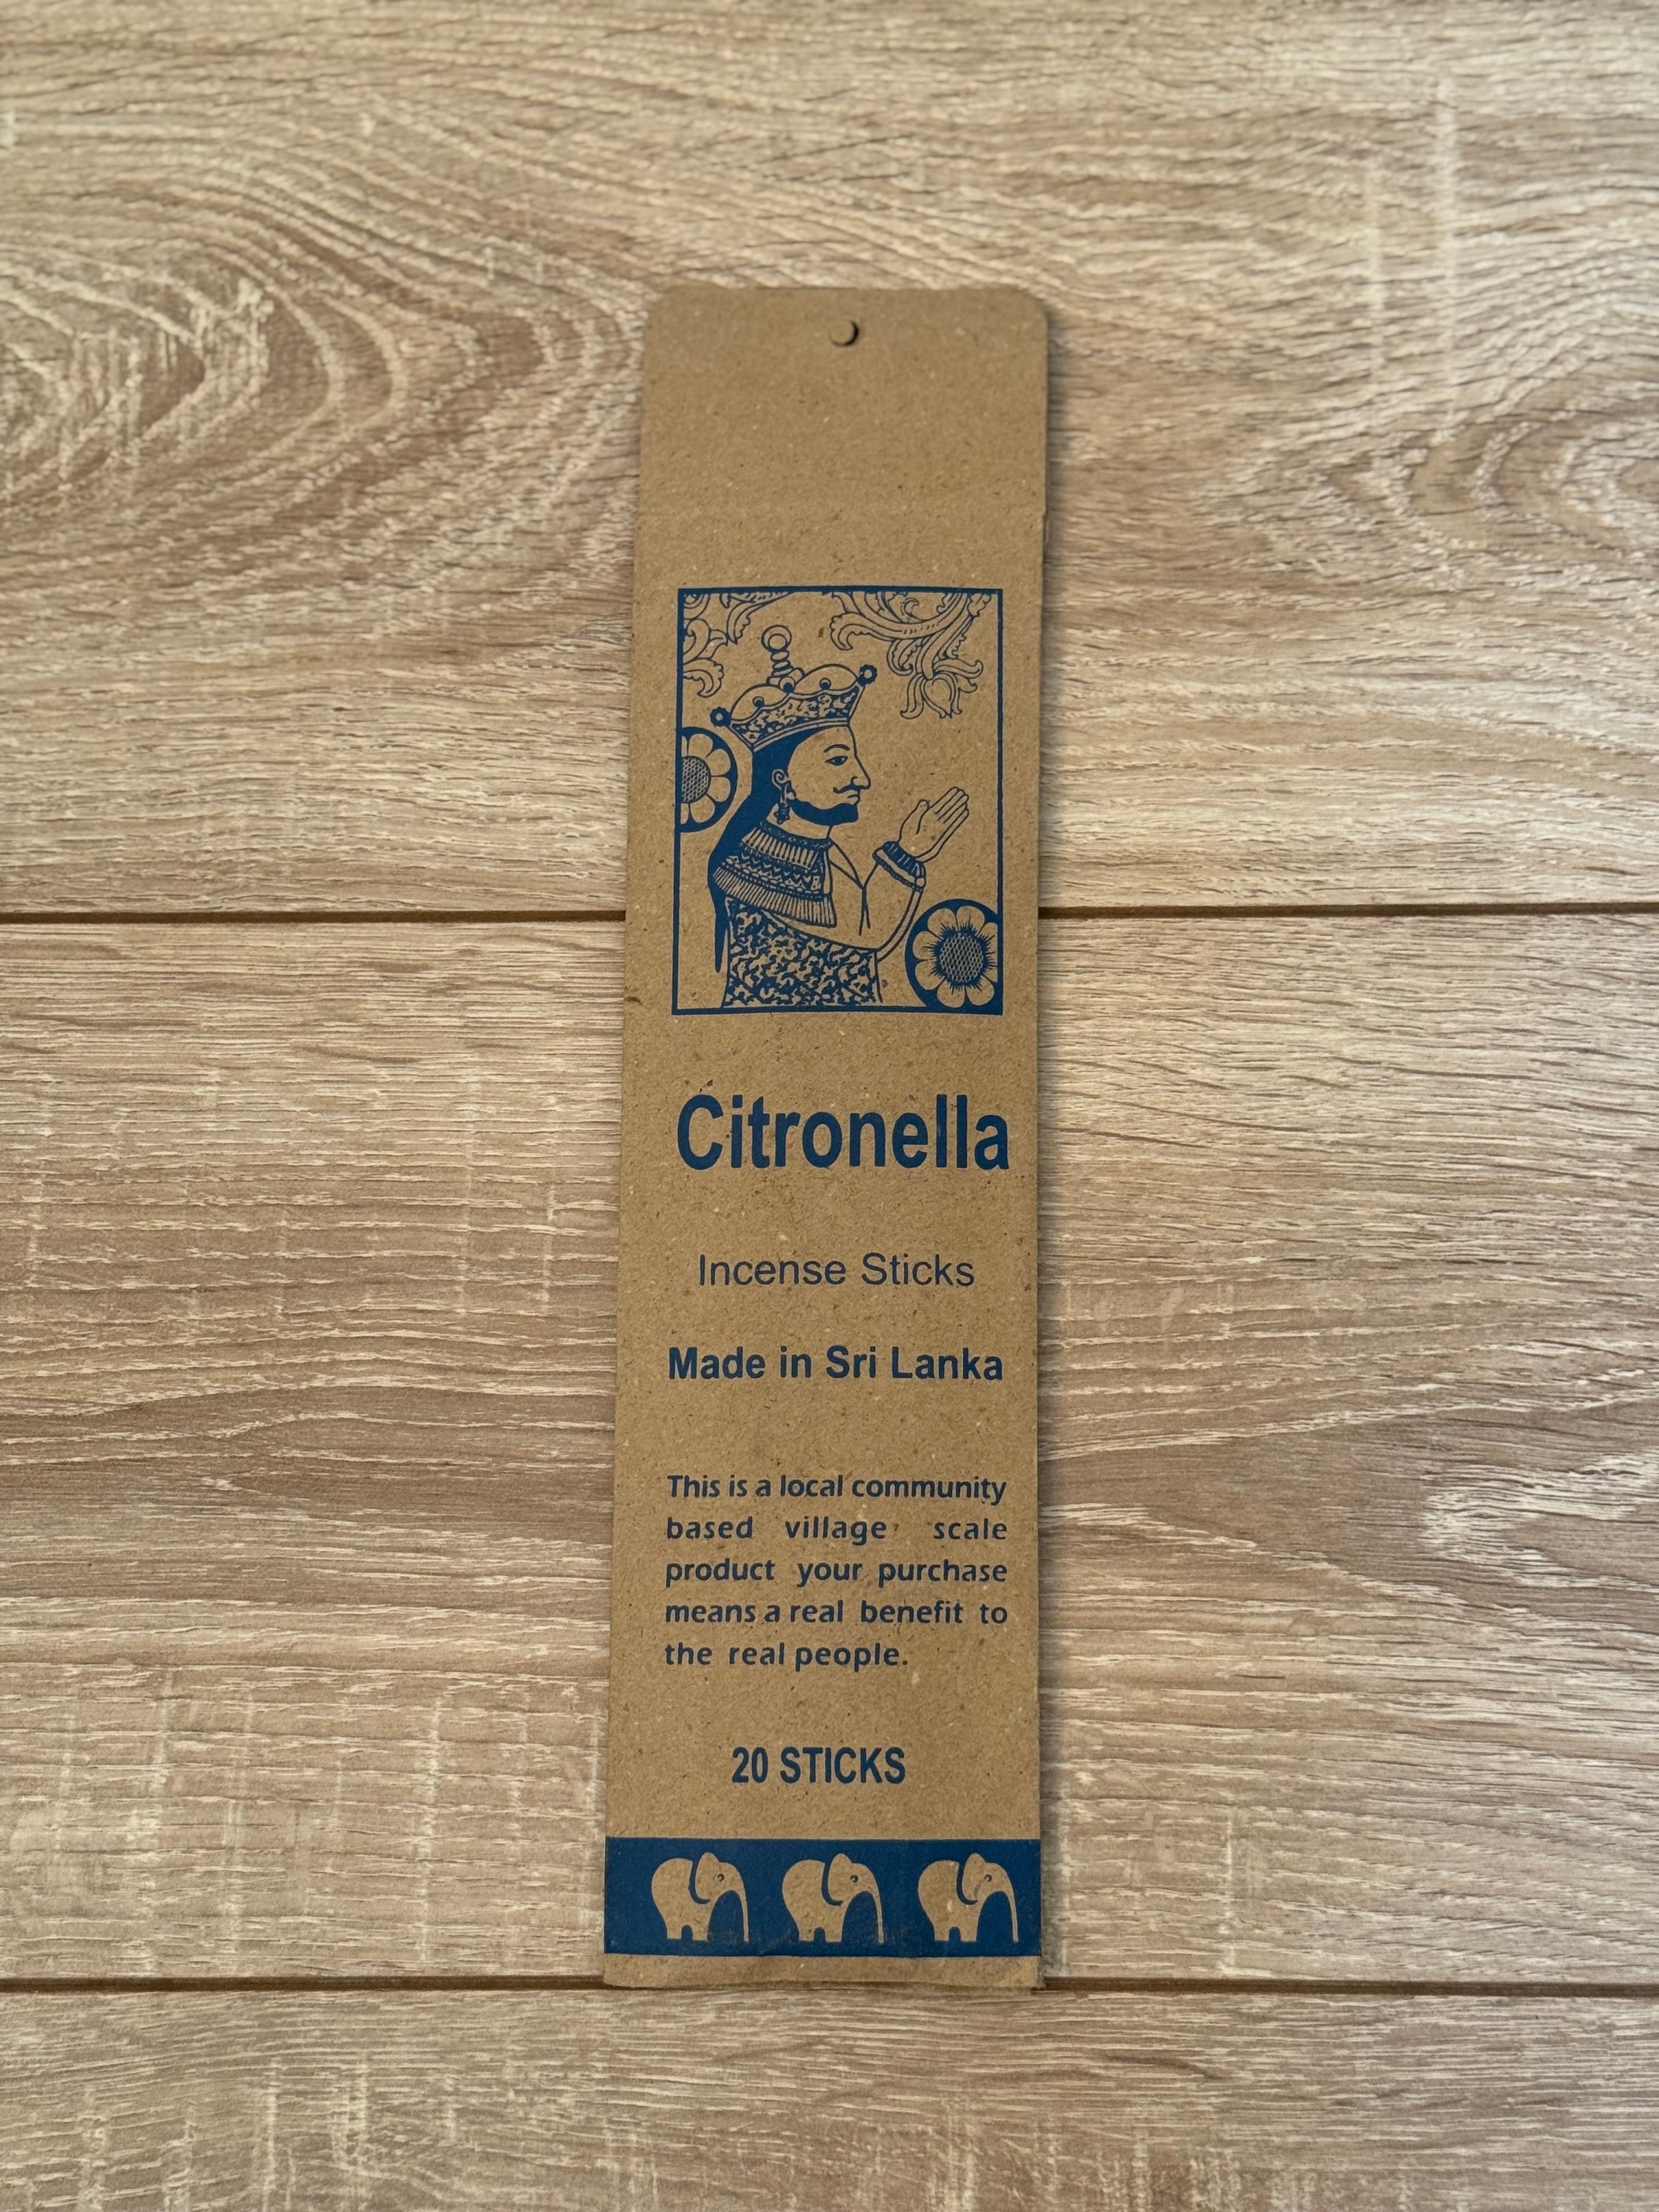 Citronella
Incense Sticks
Made in Sri Lanka
This is a local community
based village scale
product your purchase
means a real benefit to
the real people.
20 STICKS